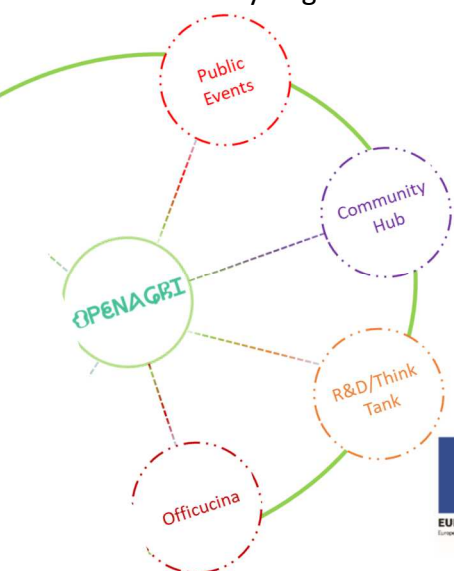 Public
Events
Community
Hub
OPENAGRI
R&D/Think
Tank
Officucina